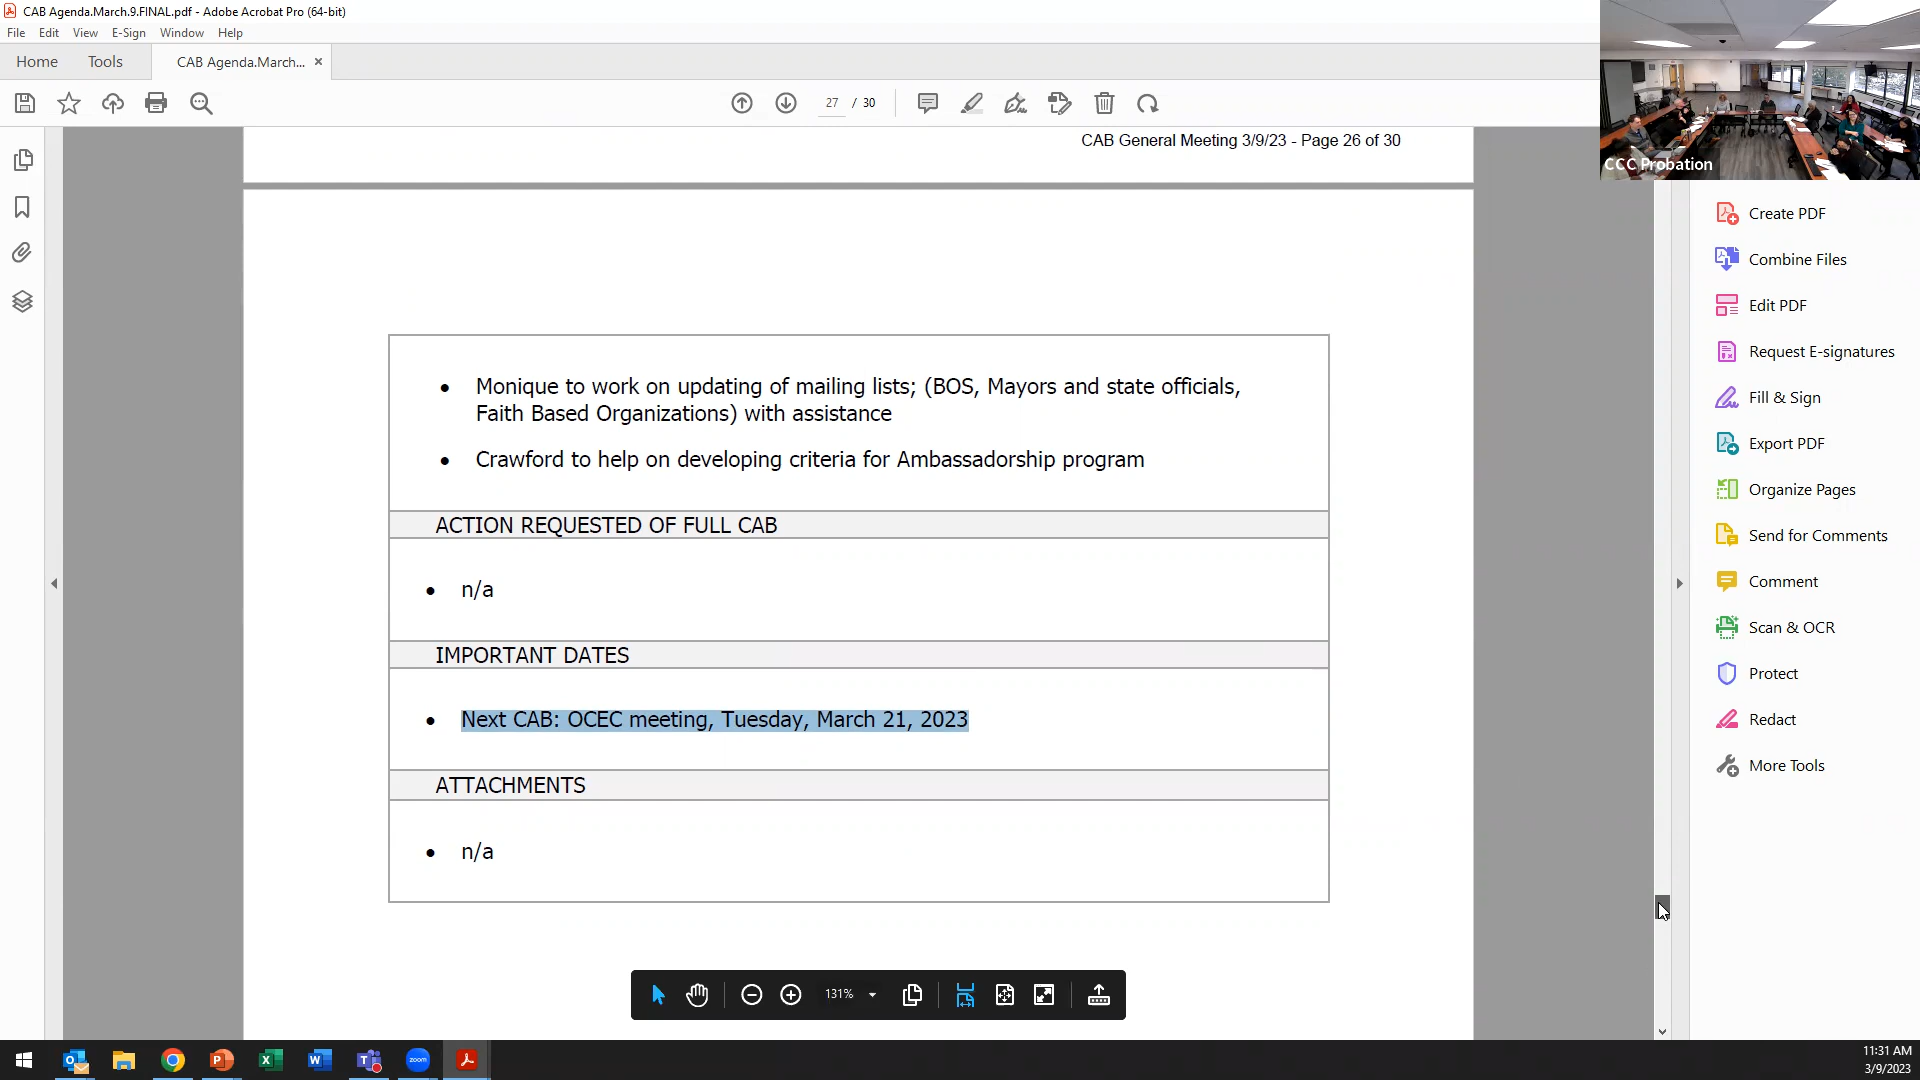 CAB Agenda.March.9.FINAL.pdf - Adobe Acrobat Pro (64-bit)
File Edit View E-Sign Window Help
Home Tools CAB Agenda.March... ×
27 / 30
CCC Probation
CAB General Meeting 3/9/23 - Page 26 of 30
• Monique to work on updating of mailing lists; (BOS, Mayors and state officials,
Faith Based Organizations) with assistance
• Crawford to help on developing criteria for Ambassadorship program
ACTION REQUESTED OF FULL CAB
• n/a
IMPORTANT DATES
• Next CAB: OCEC meeting, Tuesday, March 21, 2023
ATTACHMENTS
• n/a
Create PDF
Combine Files
Edit PDF
Request E-signatures
Fill & Sign
Export PDF
Organize Pages
Send for Comments
Comment
Scan & OCR
Protect
Redact
More Tools
131%
zoom
11:31 AM
3/9/2023